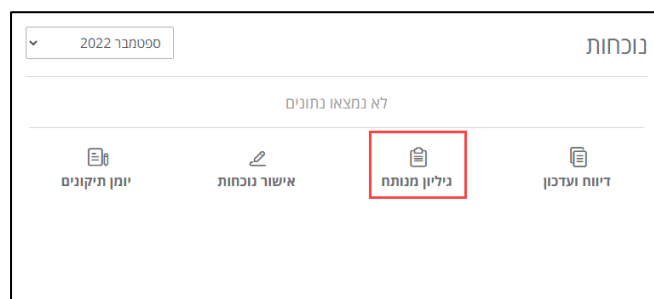 נוכחות
ספטמבר 2022
לא נמצאו נתונים
דיווח ועדכון
גיליון מנותח
אישור נוכחות
יומן תיקונים